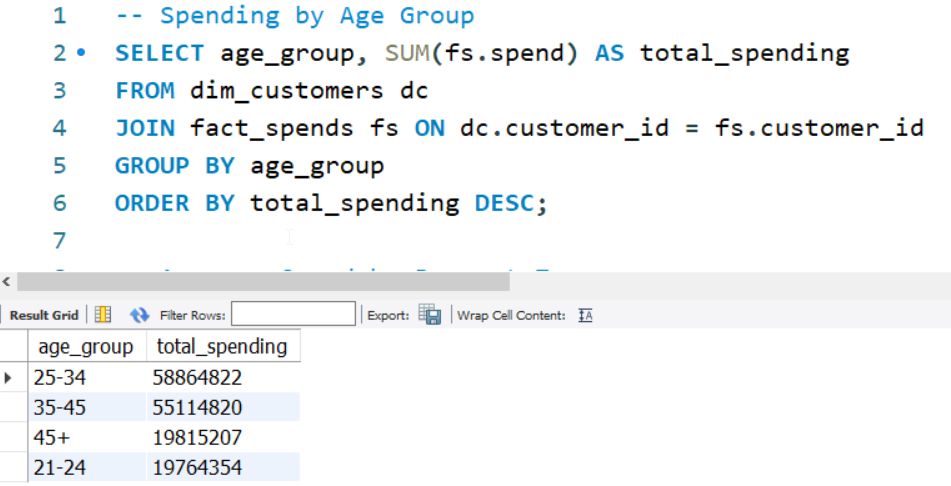 1 -- Spending by Age Group
2 SELECT age_group, SUM(fs.spend) AS total_spending
3 FROM dim_customers dc
4 JOIN fact_spends fs ON dc.customer_id = fs.customer_id
5 GROUP BY age_group
6 ORDER BY total_spending DESC;
7
Result Grid Filter Rows: Export: Wrap Cell Content:
age_group total_spending
25-34 58864822
35-45 55114820
45+ 19815207
21-24 19764354